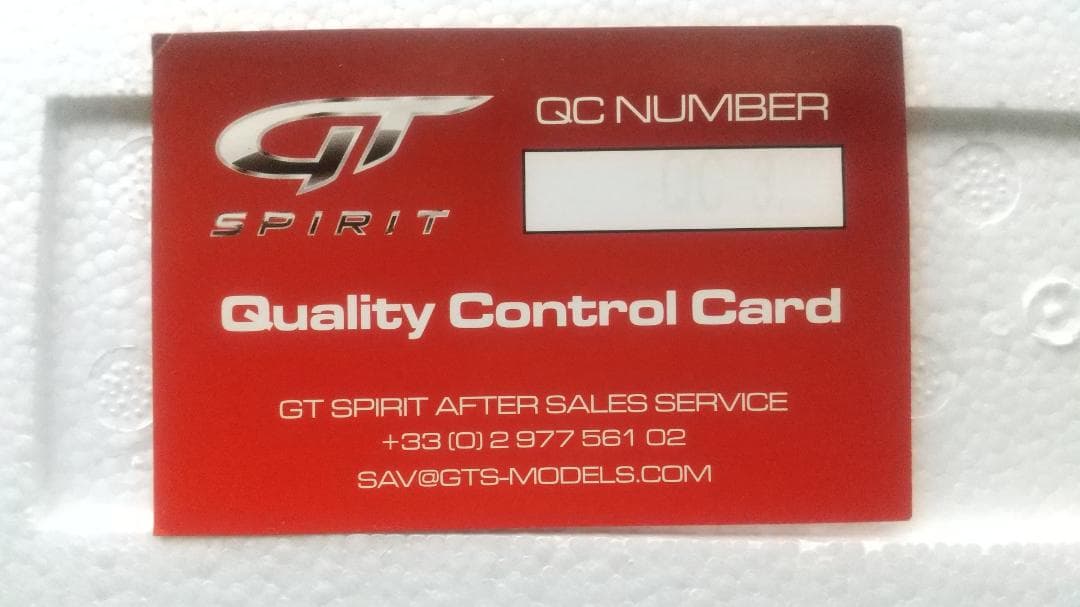 GT
SPIRIT
QC NUMBER
Quality Control Card
GT SPIRIT AFTER SALES SERVICE
+33 (0) 2 977 561 02
SAV@GTS-MODELS.COM